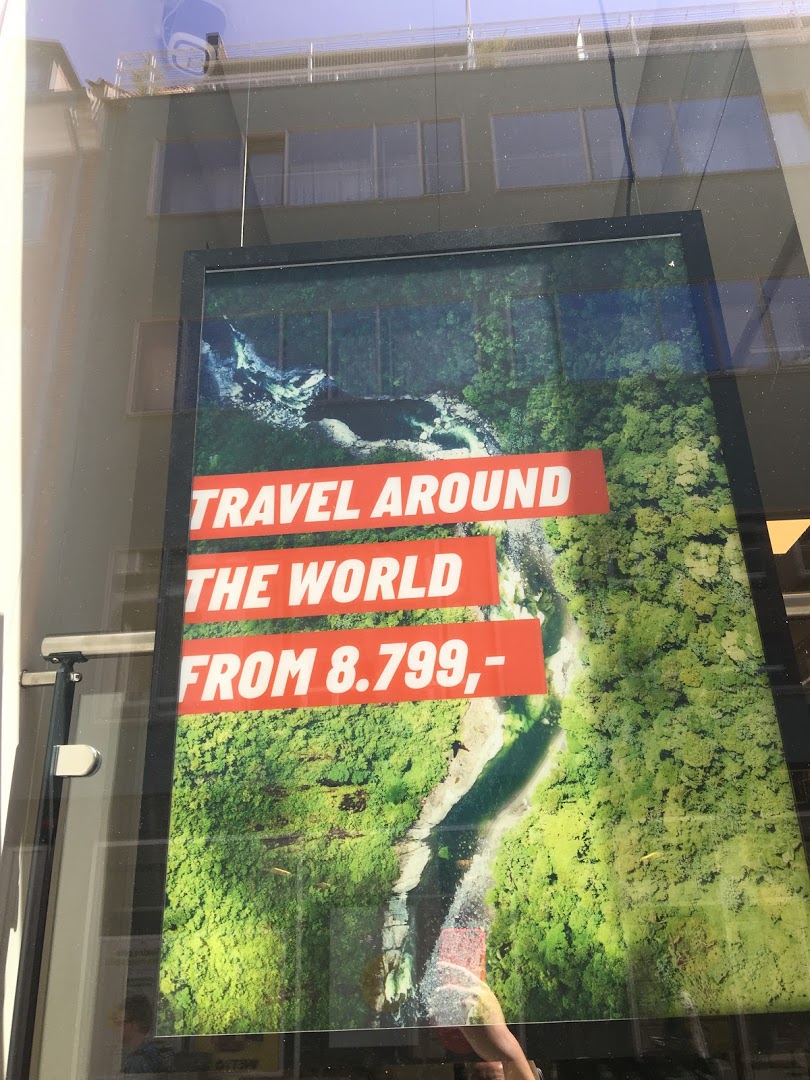 TRAVEL AROUND
THE WORLD
FROM 8.799,-